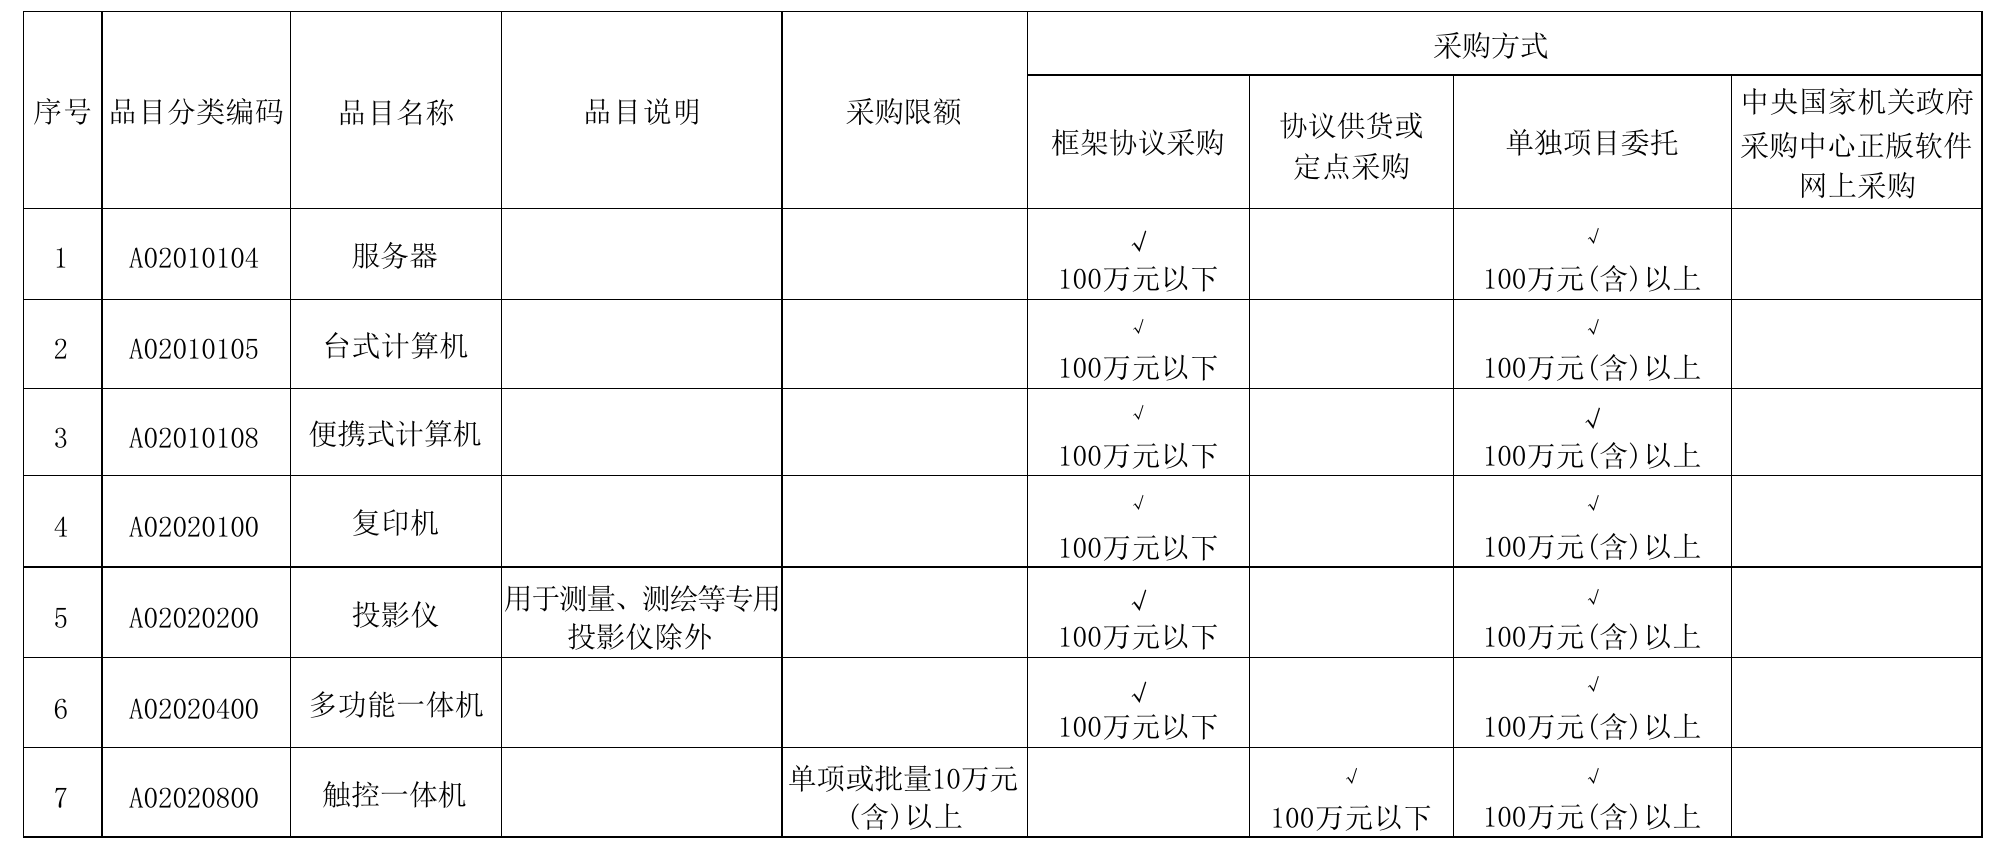 序号
品目分类编码
品目名称
品目说明
采购限额
采购方式
框架协议采购
协议供货或
定点采购
单独项目委托
中央国家机关政府
采购中心正版软件
网上采购
1
A02010104
服务器
√
100万元以下
√
100万元(含)以上
2
A02010105
台式计算机
√
100万元以下
√
100万元(含)以上
3
A02010108
便携式计算机
√
100万元以下
√
100万元(含)以上
4
A02020100
复印机
√
100万元以下
√
100万元(含)以上
5
A02020200
投影仪
用于测量、测绘等专用
投影仪除外
√
100万元以下
√
100万元(含)以上
6
A02020400
多功能一体机
√
100万元以下
√
100万元(含)以上
7
A02020800
触控一体机
单项或批量10万元
(含)以上
√
100万元以下
√
100万元(含)以上